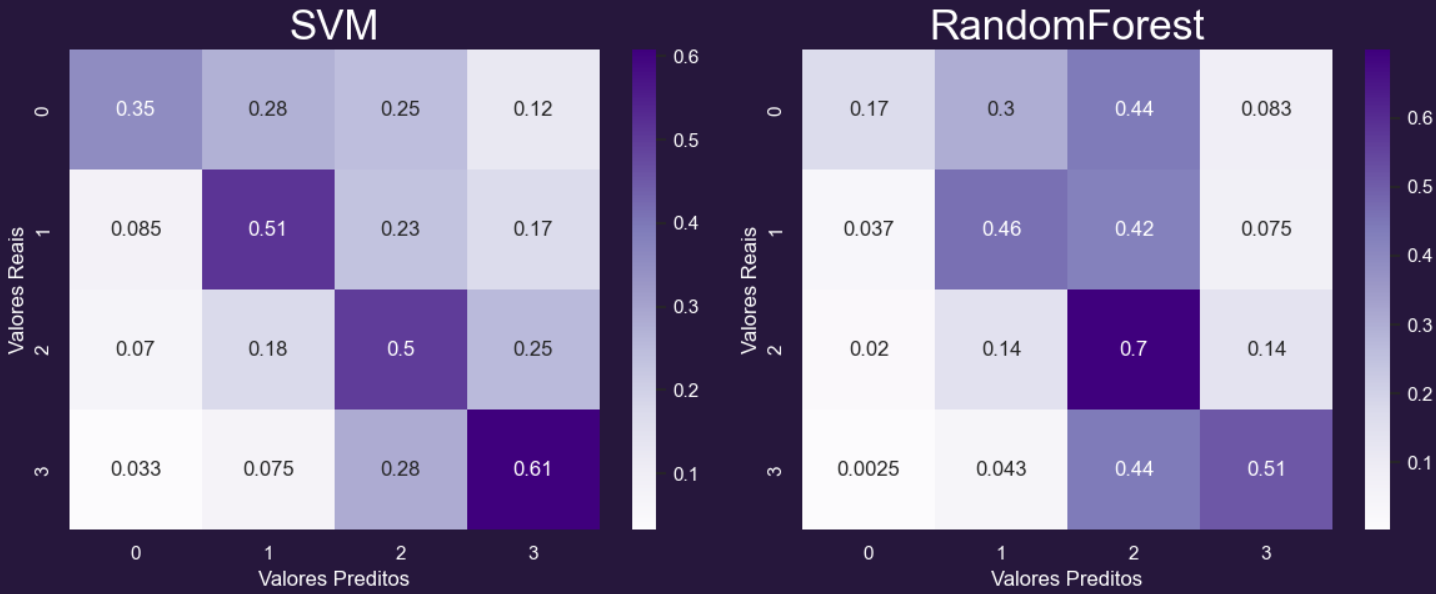 SVM
RandomForest
0.35 0.28 0.25 0.12
0.085 0.51 0.23 0.17
0.07 0.18 0.5 0.25
0.033 0.075 0.28 0.61
0
1
2
3
Valores Reais
0 1 2 3
Valores Preditos
0.6
0.5
0.4
0.3
0.2
0.1
0.17 0.3 0.44 0.083
0.037 0.46 0.42 0.075
0.02 0.14 0.7 0.14
0.0025 0.043 0.44 0.51
0
1
2
3
Valores Reais
0 1 2 3
Valores Preditos
0.6
0.5
0.4
0.3
0.2
0.1